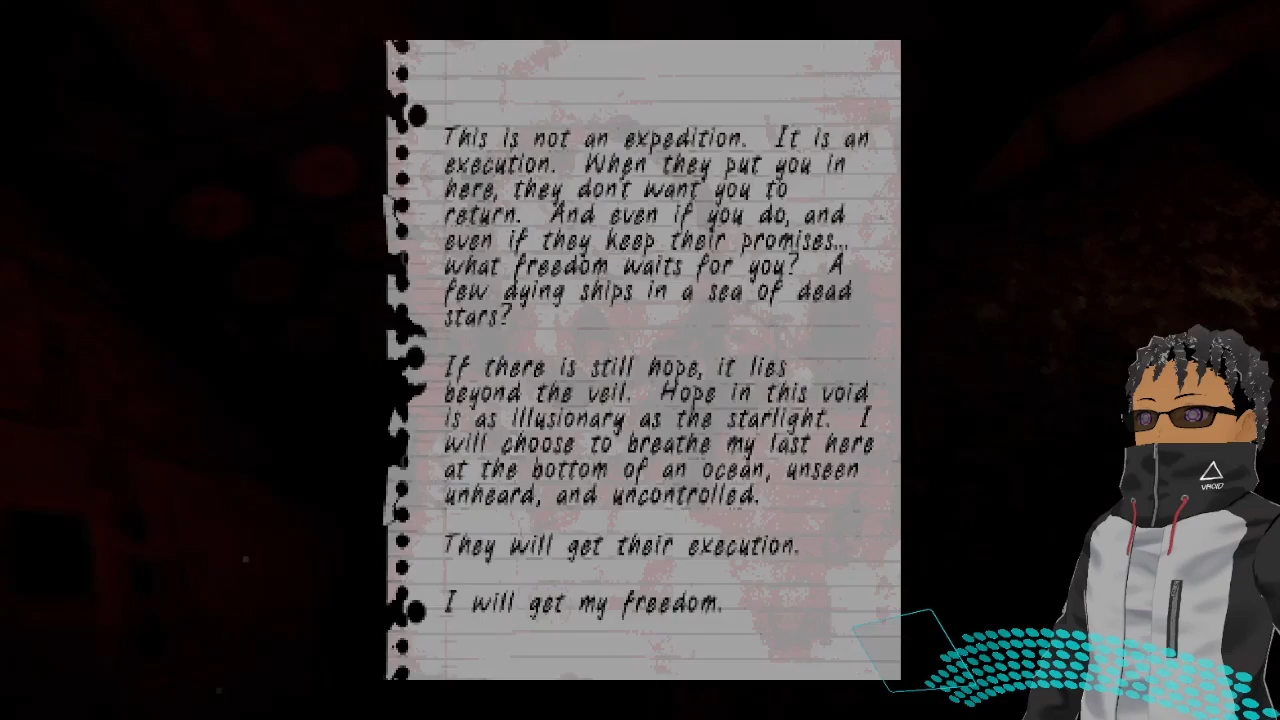 This is not an expedition. It is an
execution. When they put you in
here, they don't want you to
return. And even if you do, and
even if they keep their promises...
what freedom waits for you? A
few dying ships in a sea of dead
stars?
If there is still hope, it lies
beyond the veil. Hope in this void
is as illusionary as the starlight. I
will choose to breathe my last here
at the bottom of an ocean, unseen
unheard, and uncontrolled.
They will get their execution.
I will get my freedom.
VROID